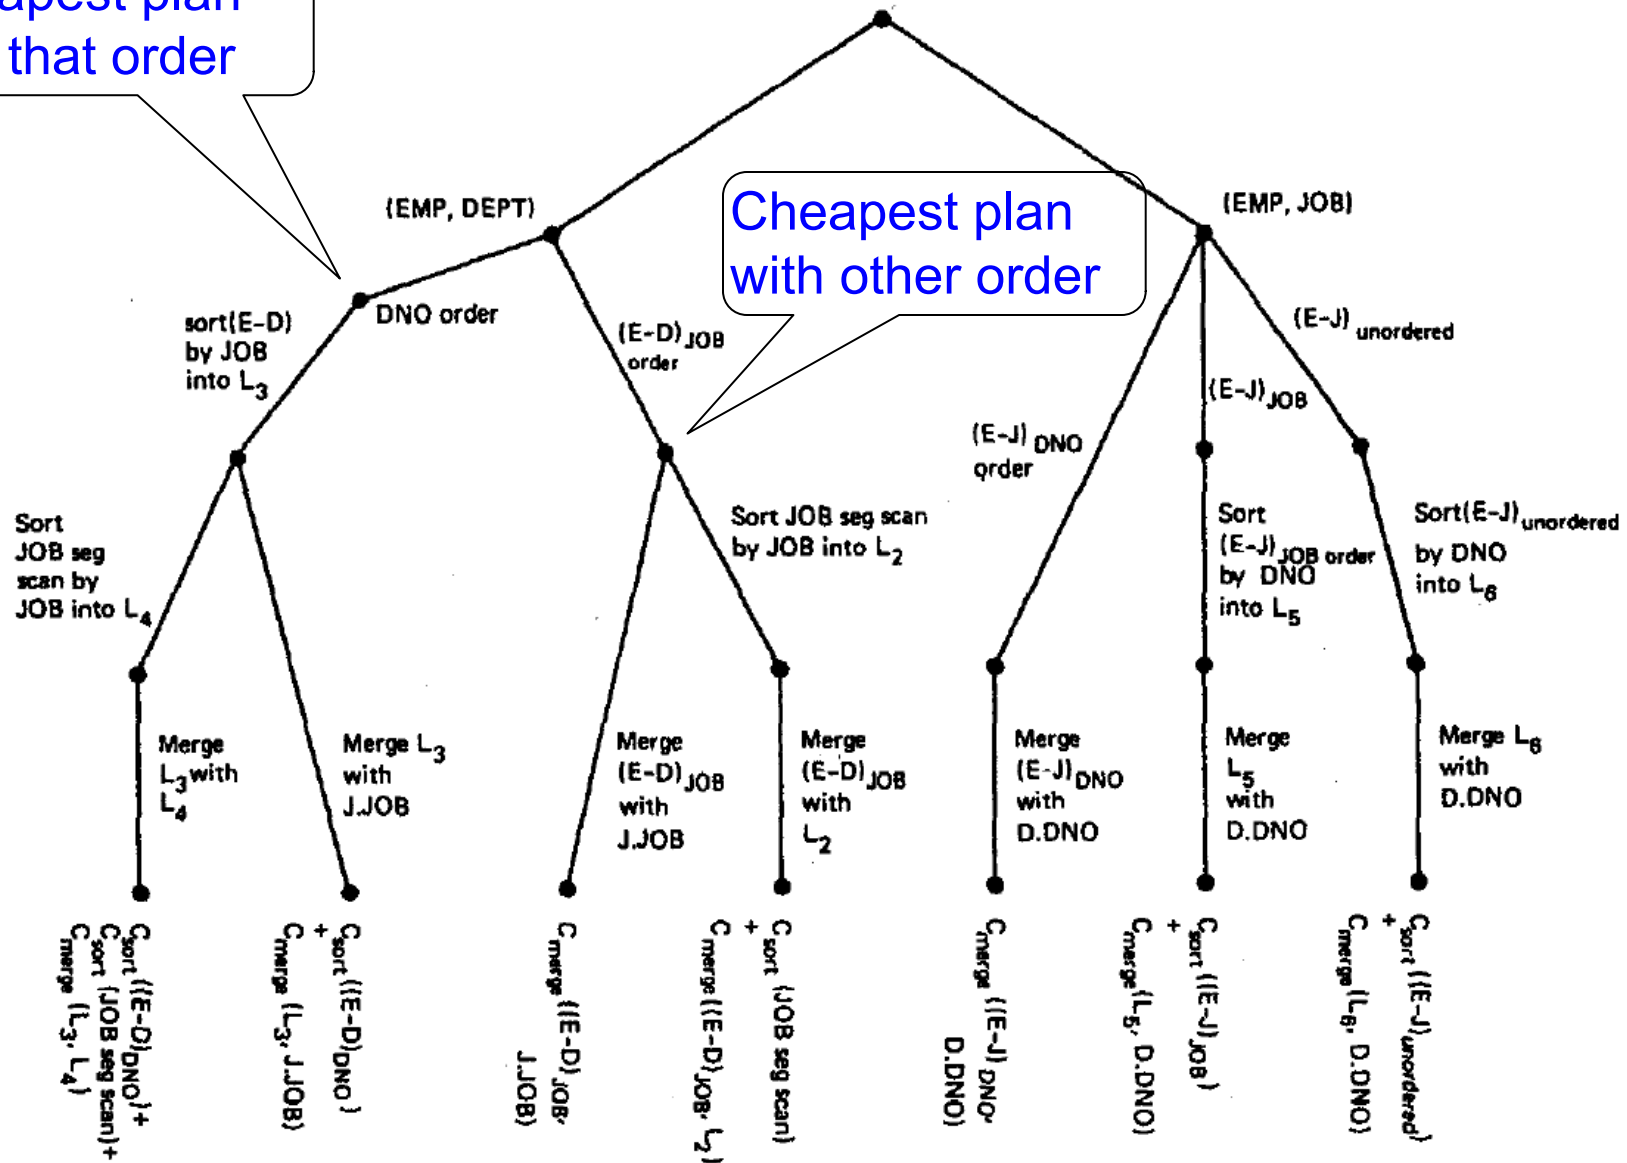 apest plan
that order
Cheapest plan
with other order
(EMP, DEPT)
(EMP, JOB)
DNO order
sort(E-D)
by JOB
into L3
(E-D)JOB
order
(E-J)DNO
order
(E-J)JOB
(E-J)unordered
Sort
JOB seg
scan by
JOB into L4
Sort JOB seg scan
by JOB into L2
Sort
(E-J)JOB order
by DNO
into L5
Sort(E-J)unordered
by DNO
into L6
Merge
L3 with
L4
Merge L3
with
J.JOB
Merge
(E-D)JOB
with
J.JOB
Merge
(E-D)JOB
with
L2
Merge
(E-J)DNO
with
D.DNO
Merge
L5
with
D.DNO
Merge L6
with
D.DNO
Csort((E-D)DNO)+
Csort(JOB seg scan)+
Cmerge(L3, L4)
Csort((E-D)DNO)
+
Cmerge(L3, J.JOB)
Cmerge((E-D)JOB,
J.JOB)
Csort(JOB seg scan)
+
Cmerge((E-D)JOB, L2)
Cmerge((E-J)DNO,
D.DNO)
Csort((E-J)JOB)
+
Cmerge(L5, D.DNO)
Csort((E-J)unordered)
+
Cmerge(L6, D.DNO)